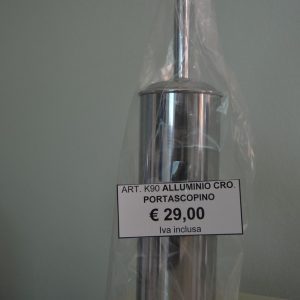 ART. K90 ALLUMINIO CRO.
PORTASCOPINO
€ 29,00
Iva inclusa